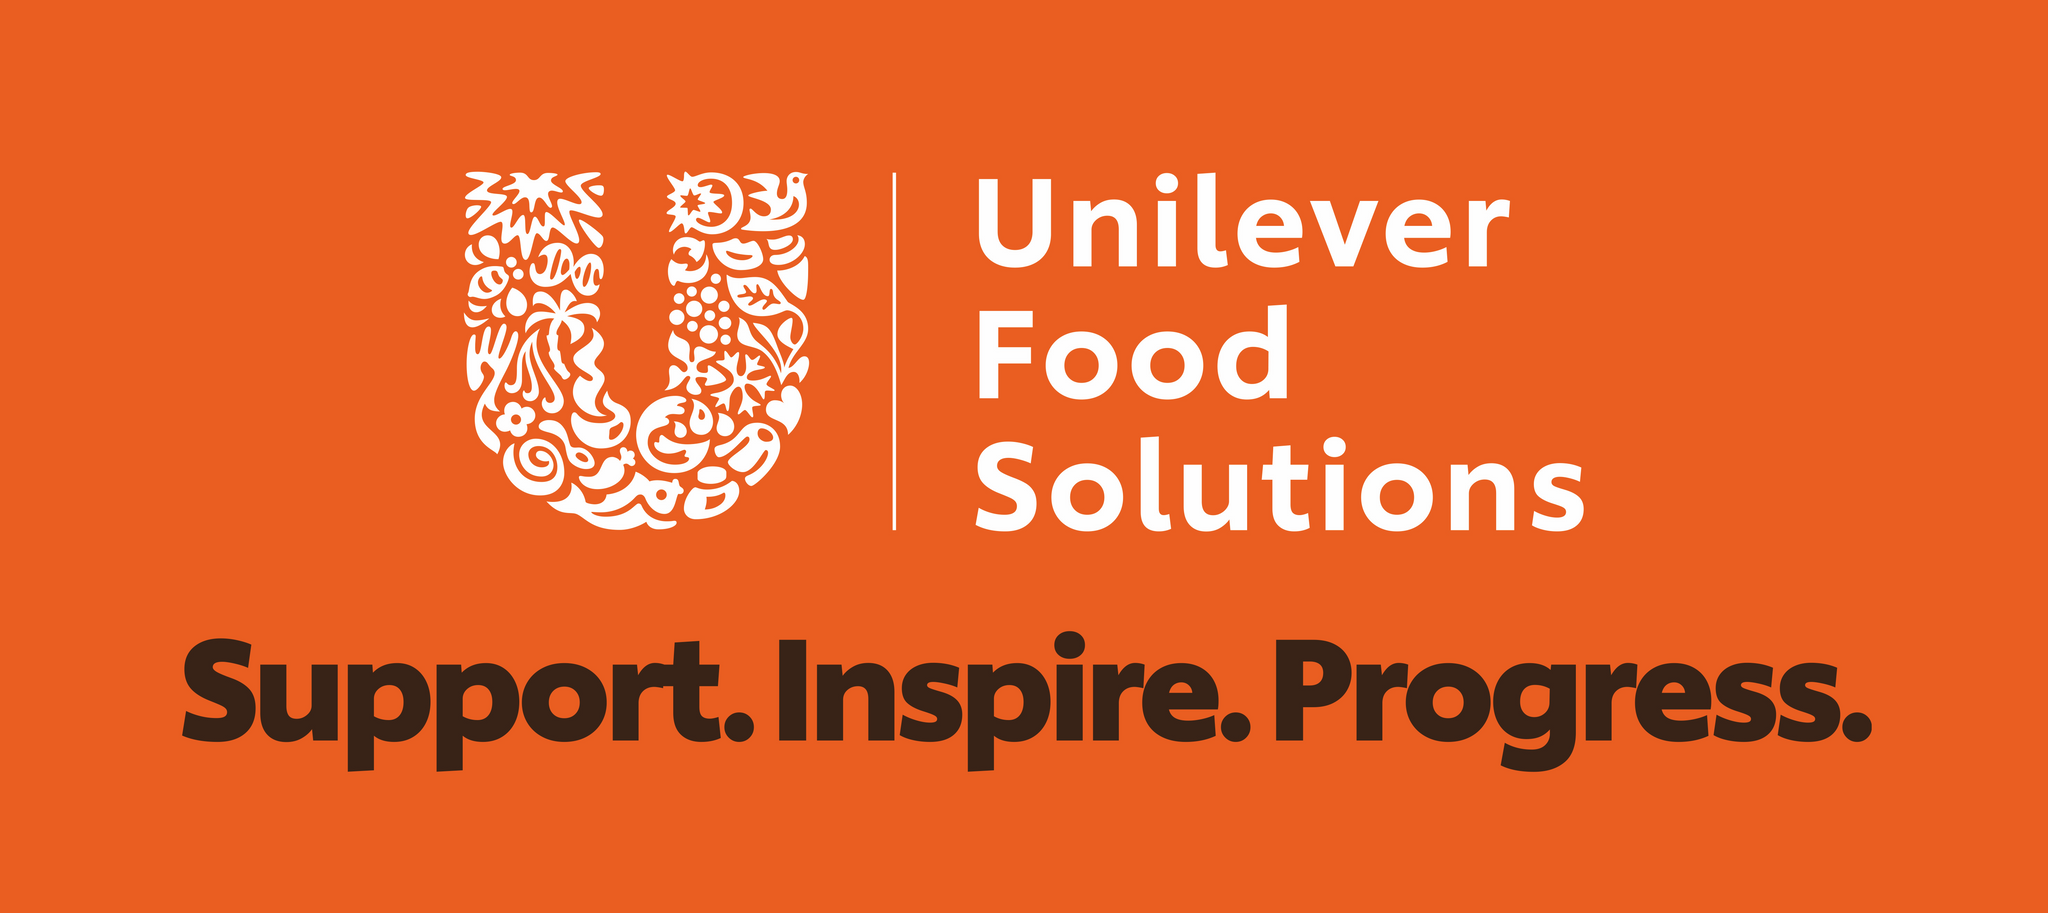 Unilever
Food
Solutions
Support. Inspire. Progress.